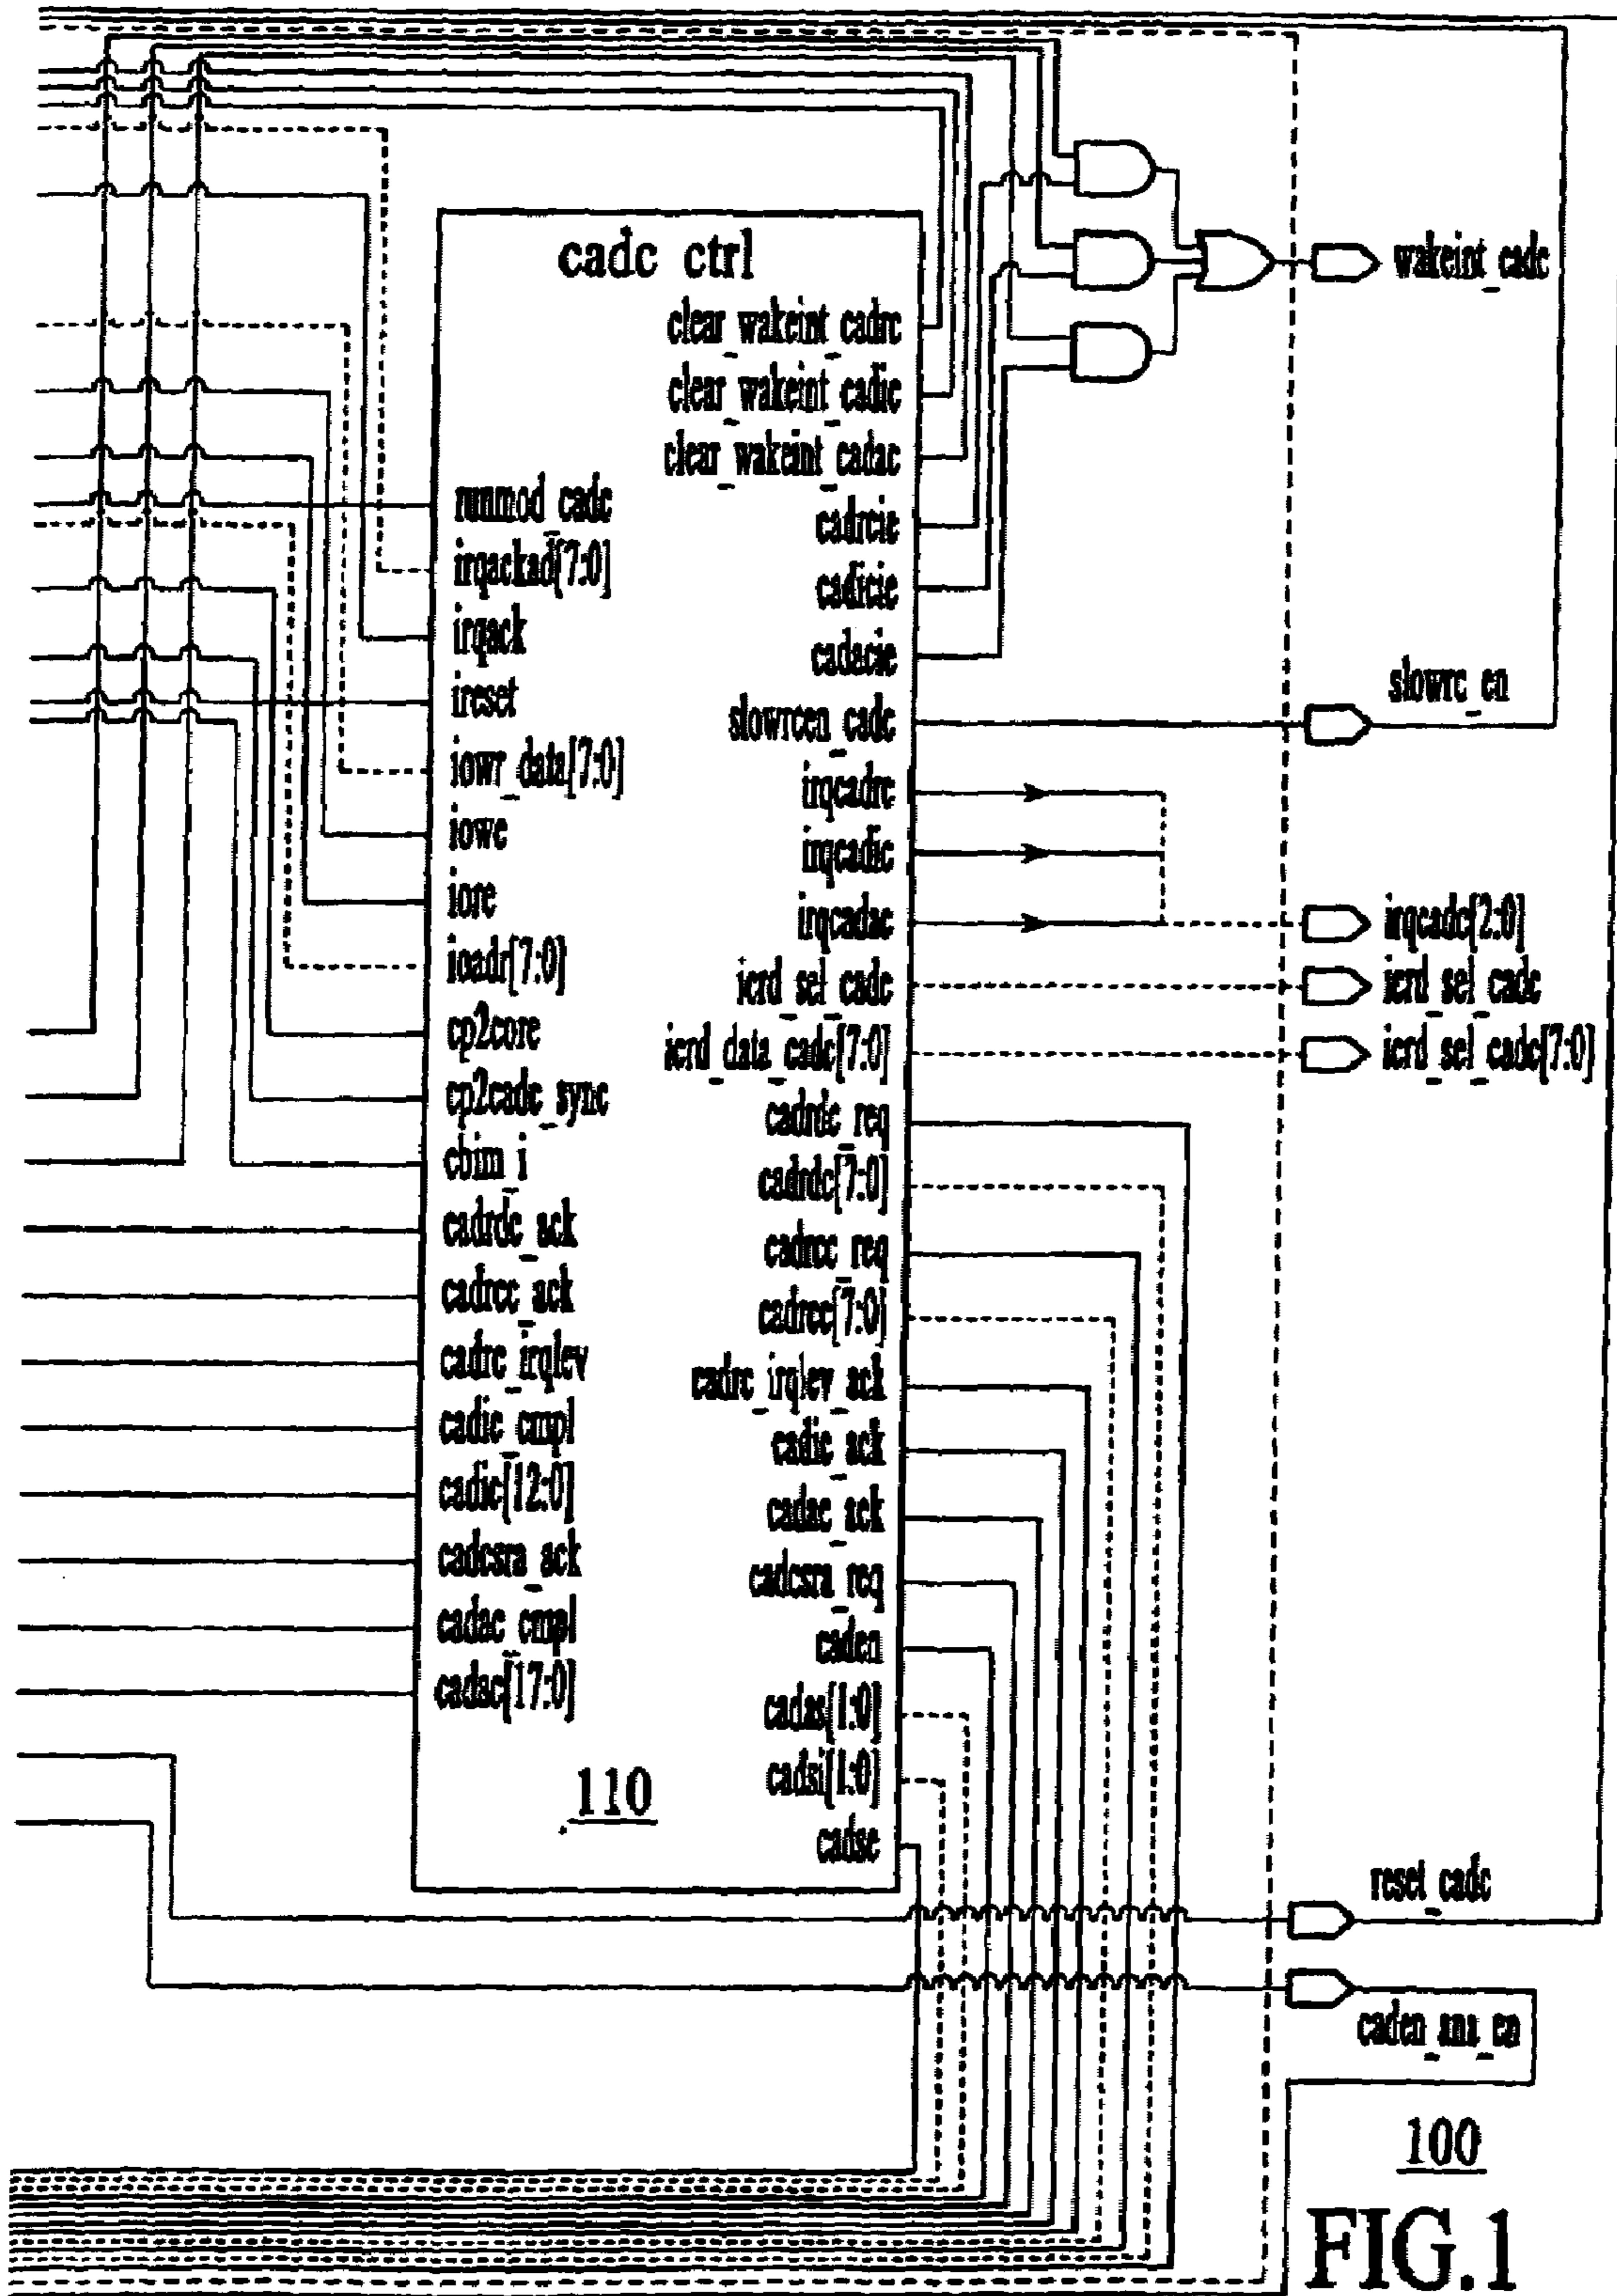 cadc ctrl
clear_wakeint_cadrc
clear_wakeint_cadic
clear_wakeint_cadac
runmod_cadc
irqackad[7:0]
irqack
ireset
iowr_data[7:0]
iowe
iore
ioadr[7:0]
cp2core
cp2cadc_sync
cbim_i
cadrdc_ack
cadrcc_ack
cadrc_irqlev
cadic_cmpl
cadic[12:0]
cadcsra_ack
cadac_cmpl
cadac[17:0]
cadrcie
cadicie
cadacie
slowrcen_cadc
irqcadrc
irqcadic
irqcadac
icrd_sel_cadc
icrd_data_cadc[7:0]
cadrdc_req
cadrdc[7:0]
cadrcc_req
cadrcc[7:0]
cadrc_irqlev_ack
cadic_ack
cadac_ack
cadcsra_req
caden
cadas[1:0]
cadsi[1:0]
cadse
110
wakeint_cadc
slowrc_en
irqcadc[2:0]
icrd_sel_cadc
icrd_sel_cadc[7:0]
reset_cadc
caden_ana_en
100
FIG.1